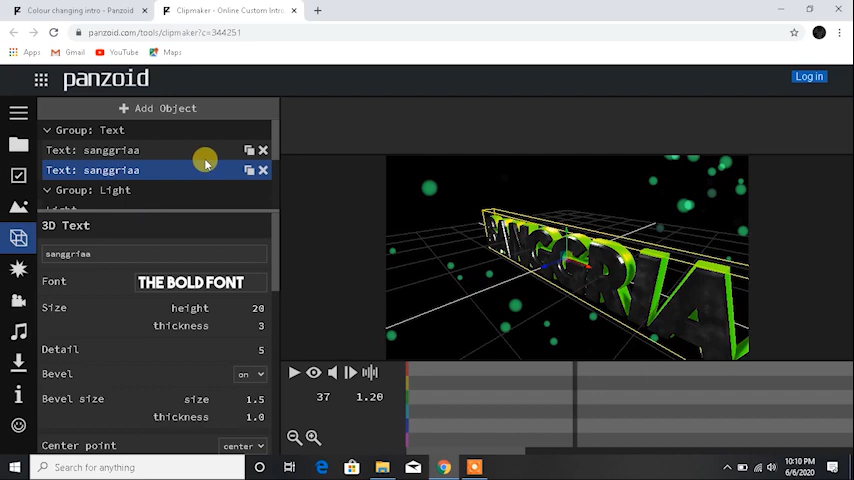 Colour changing intro - Panzoid
Clipmaker - Online Custom Intro
panzoid.com/tools/clipmaker?c=344251
Apps
Gmail
YouTube
Maps
panzoid
Log in
Add Object
Group: Text
Text: sanggriaa
Text: sanggriaa
Group: Light
3D Text
sanggriaa
Font
THE BOLD FONT
Size height 20
thickness 3
Detail 5
Bevel on
Bevel size size 1.5
thickness 1.0
Center point center
37 1.20
Search for anything
10:10 PM
6/6/2020